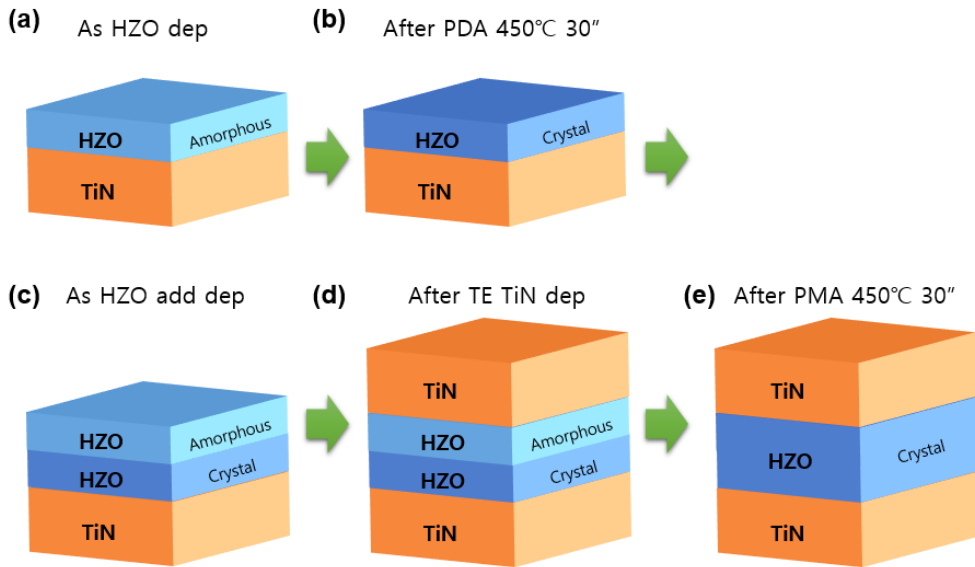 (a) As HZO dep
HZO
Amorphous
TiN
(b) After PDA 450℃ 30″
HZO
Crystal
TiN
(c) As HZO add dep
HZO
Amorphous
HZO
Crystal
TiN
(d) After TE TiN dep
TiN
HZO
Amorphous
HZO
Crystal
TiN
(e) After PMA 450℃ 30″
TiN
HZO
Crystal
TiN